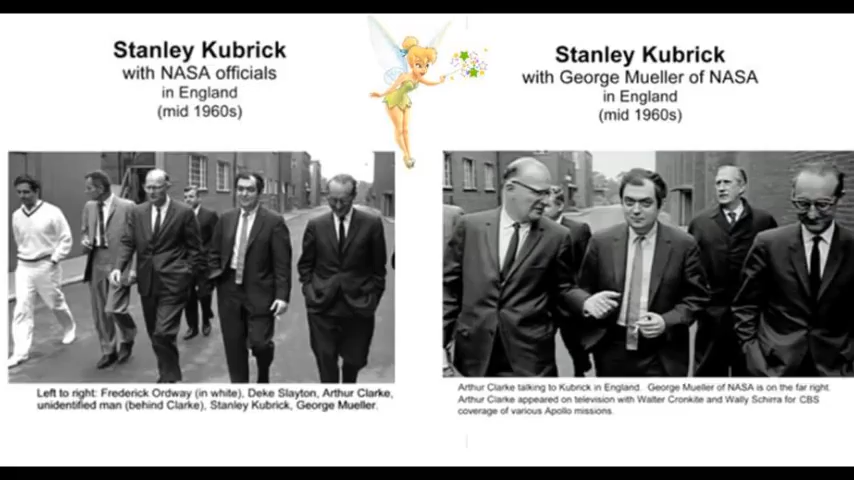 Stanley Kubrick
with NASA officials
in England
(mid 1960s)
Left to right: Frederick Ordway (in white), Deke Slayton, Arthur Clarke,
unidentified man (behind Clarke), Stanley Kubrick, George Mueller.
Stanley Kubrick
with George Mueller of NASA
in England
(mid 1960s)
Arthur Clarke talking to Kubrick in England. George Mueller of NASA is on the far right.
Arthur Clarke appeared on television with Walter Cronkite and Wally Schirra for CBS
coverage of various Apollo missions.